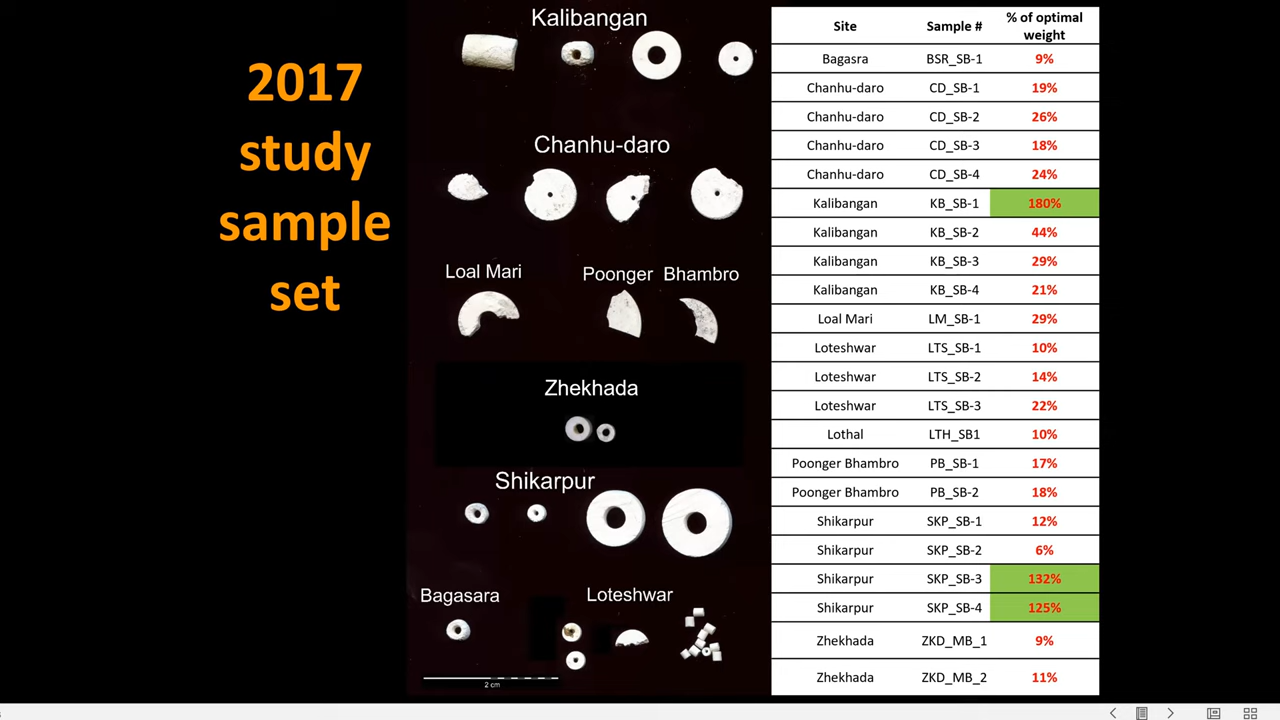 2017
study
sample
set
Kalibangan
Chanhu-daro
Loal Mari
Poonger Bhambro
Zhekhada
Shikarpur
Bagasara
Loteshwar
2 cm
Site Sample # % of optimal weight
Bagasra BSR_SB-1 9%
Chanhu-daro CD_SB-1 19%
Chanhu-daro CD_SB-2 26%
Chanhu-daro CD_SB-3 18%
Chanhu-daro CD_SB-4 24%
Kalibangan KB_SB-1 180%
Kalibangan KB_SB-2 44%
Kalibangan KB_SB-3 29%
Kalibangan KB_SB-4 21%
Loal Mari LM_SB-1 29%
Loteshwar LTS_SB-1 10%
Loteshwar LTS_SB-2 14%
Loteshwar LTS_SB-3 22%
Lothal LTH_SB1 10%
Poonger Bhambro PB_SB-1 17%
Poonger Bhambro PB_SB-2 18%
Shikarpur SKP_SB-1 12%
Shikarpur SKP_SB-2 6%
Shikarpur SKP_SB-3 132%
Shikarpur SKP_SB-4 125%
Zhekhada ZKD_MB_1 9%
Zhekhada ZKD_MB_2 11%